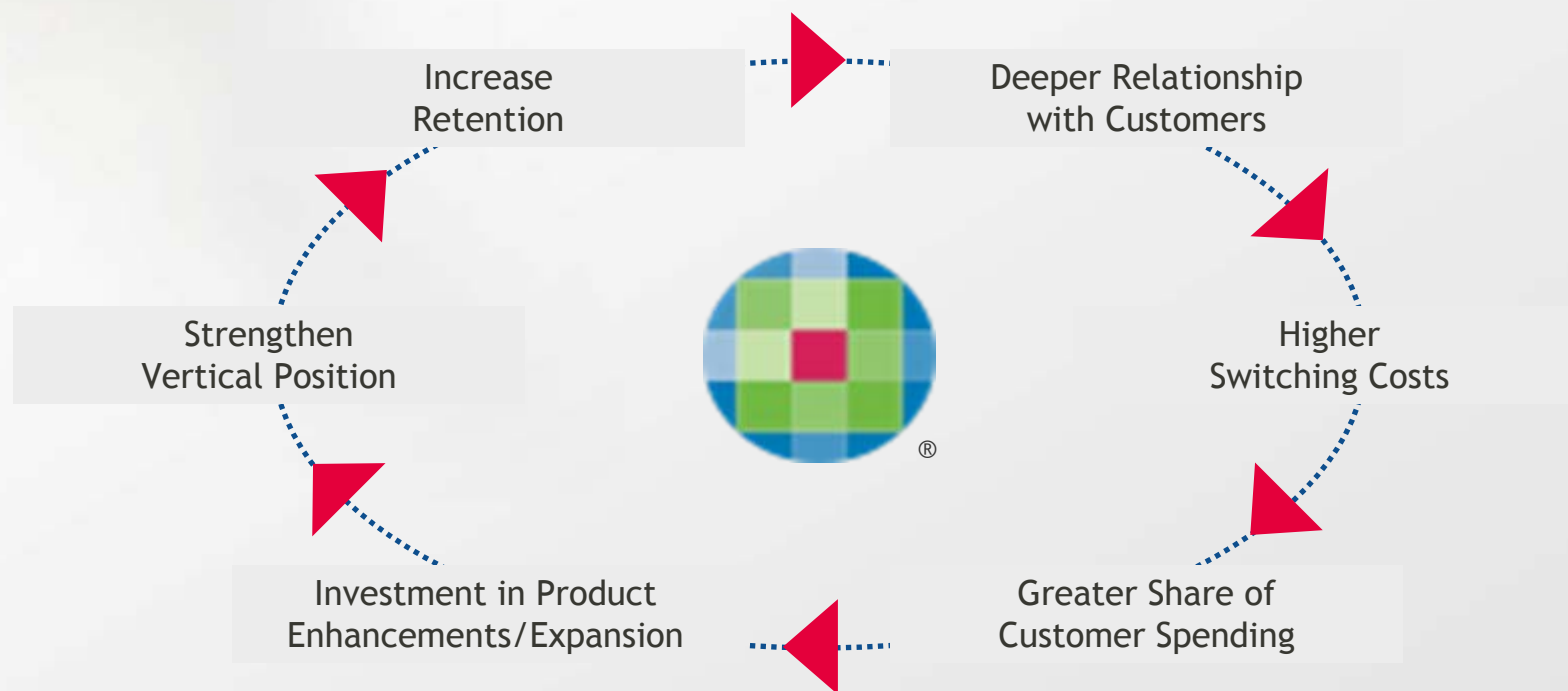 Increase
Retention
Deeper Relationship
with Customers
Higher
Switching Costs
Greater Share of
Customer Spending
Investment in Product
Enhancements/Expansion
Strengthen
Vertical Position
®